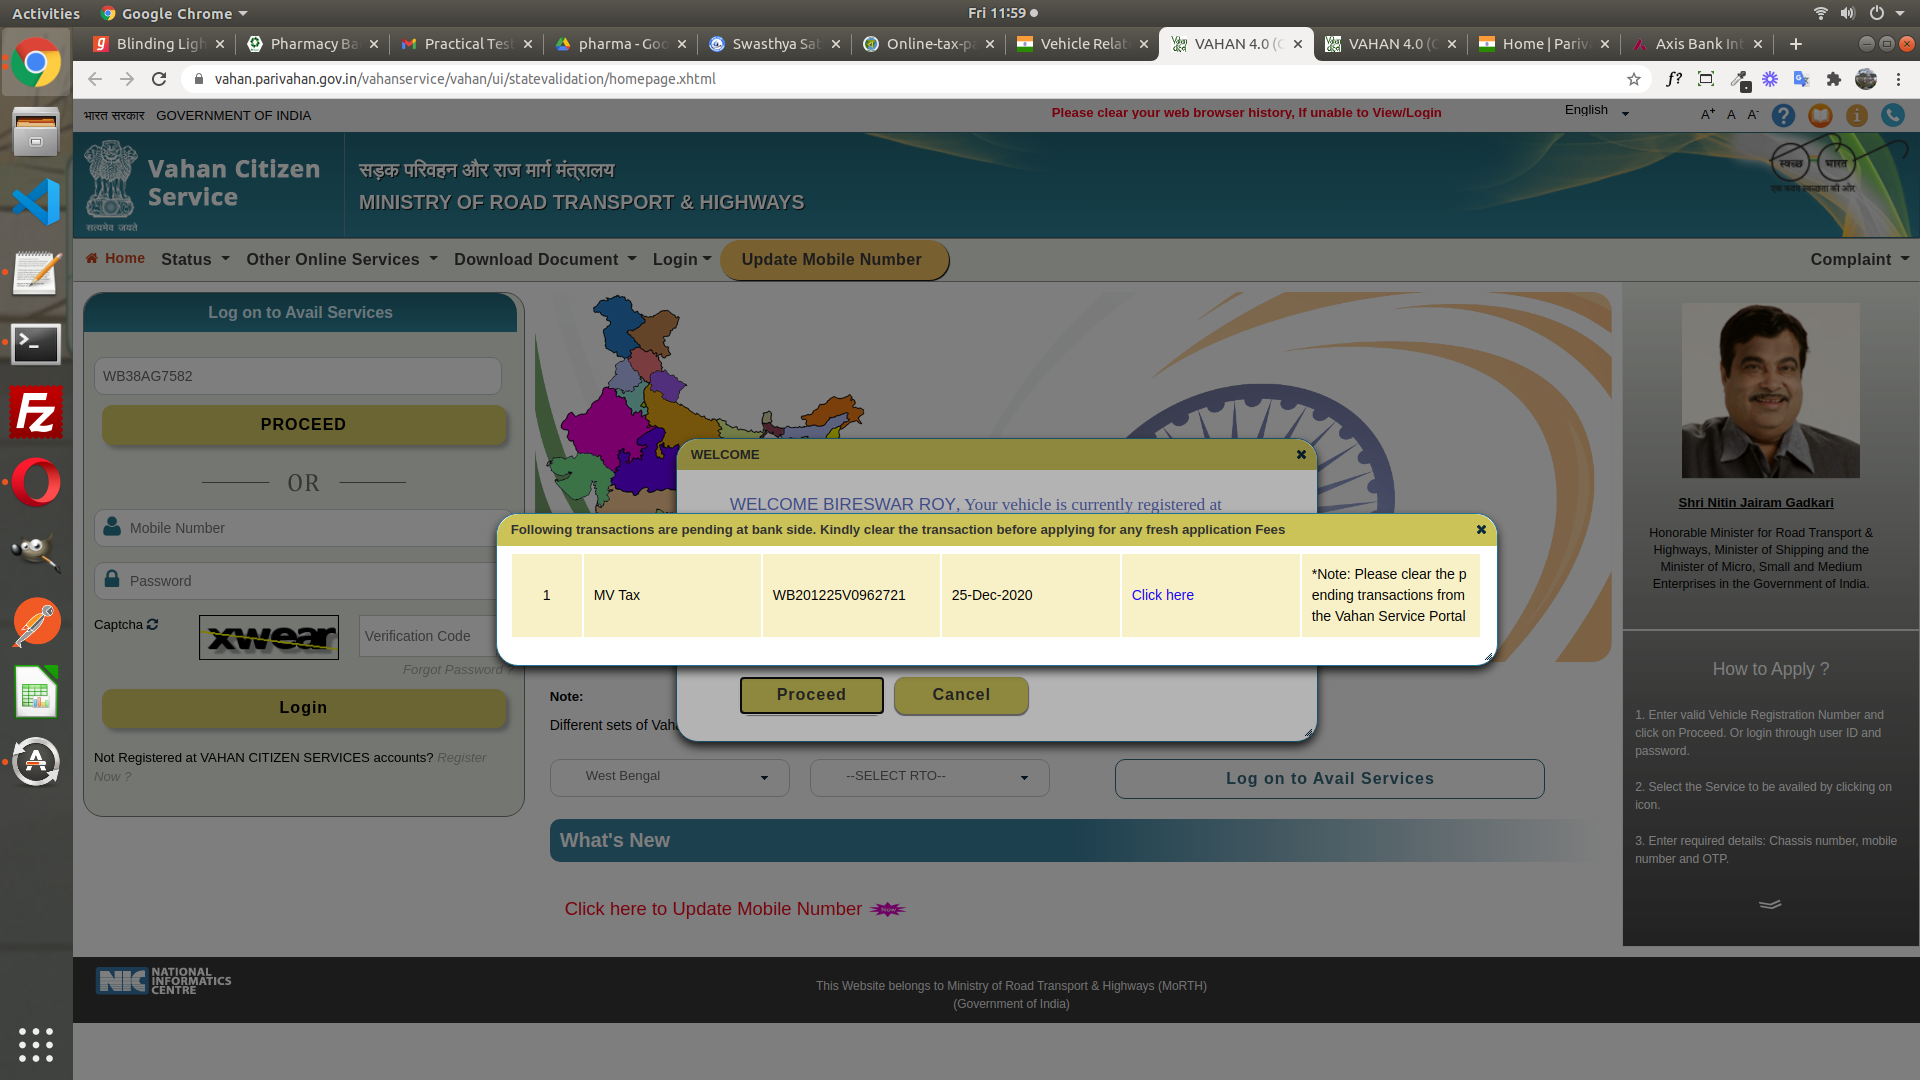 Activities
Google Chrome
Fri 11:59
Blinding Ligh
Pharmacy Ba
Practical Test
pharma - Goo
Swasthya Sat
Online-tax-pa
Vehicle Relat
VAHAN 4.0 (C
VAHAN 4.0 (C
Home | Pariv
Axis Bank Int
vahan.parivahan.gov.in/vahanservice/vahan/ui/statevalidation/homepage.xhtml
भारत सरकार GOVERNMENT OF INDIA
Please clear your web browser history, If unable to View/Login
English
A+ A A-
Vahan Citizen
Service
सत्यमेव जयते
सड़क परिवहन और राज मार्ग मंत्रालय
MINISTRY OF ROAD TRANSPORT & HIGHWAYS
स्वच्छ भारत
एक कदम स्वच्छता की ओर
Home
Status
Other Online Services
Download Document
Login
Update Mobile Number
Complaint
Log on to Avail Services
WB38AG7582
PROCEED
OR
Mobile Number
Password
Captcha
xwear
Verification Code
Forgot Password ?
Login
Not Registered at VAHAN CITIZEN SERVICES accounts? Register
Now ?
WELCOME
WELCOME BIRESWAR ROY, Your vehicle is currently registered at
Following transactions are pending at bank side. Kindly clear the transaction before applying for any fresh application Fees
1
MV Tax
WB201225V0962721
25-Dec-2020
Click here
*Note: Please clear the p
ending transactions from
the Vahan Service Portal
Proceed
Cancel
Note:
Different sets of Vah
West Bengal
--SELECT RTO--
Log on to Avail Services
What's New
Click here to Update Mobile Number
Shri Nitin Jairam Gadkari
Honorable Minister for Road Transport &
Highways, Minister of Shipping and the
Minister of Micro, Small and Medium
Enterprises in the Government of India.
How to Apply ?
1. Enter valid Vehicle Registration Number and
click on Proceed. Or login through user ID and
password.
2. Select the Service to be availed by clicking on
icon.
3. Enter required details: Chassis number, mobile
number and OTP.
NIC NATIONAL
INFORMATICS
CENTRE
This Website belongs to Ministry of Road Transport & Highways (MoRTH)
(Government of India)